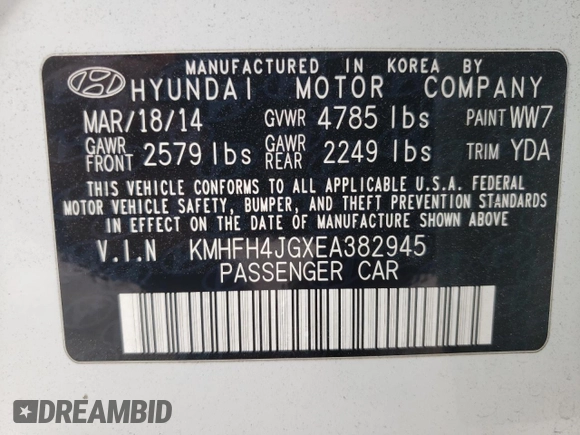 MANUFACTURED IN KOREA BY
HYUNDAI MOTOR COMPANY
MAR/18/14 GVWR 4785 lbs PAINT WW7
GAWR FRONT 2579 lbs GAWR REAR 2249 lbs TRIM YDA
THIS VEHICLE CONFORMS TO ALL APPLICABLE U.S.A. FEDERAL
MOTOR VEHICLE SAFETY, BUMPER, AND THEFT PREVENTION STANDARDS
IN EFFECT ON THE DATE OF MANUFACTURE SHOWN ABOVE
V.I.N KMHFH4JGXEA382945
PASSENGER CAR
DREAMBID